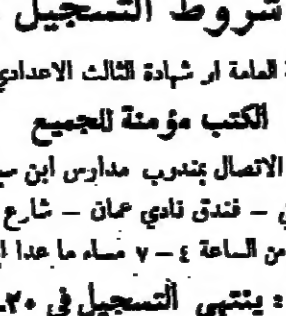 شروط التسجيل
العامة او شهادة الثالث الاعدادي
الكتب مؤمنة للجميع
الاتصال بمندوب مدارس ابن
– فندق نادي عمان – شارع
من الساعة ٤ – ٧ مساء ما عدا
: ينتهي التسجيل في ٢٠